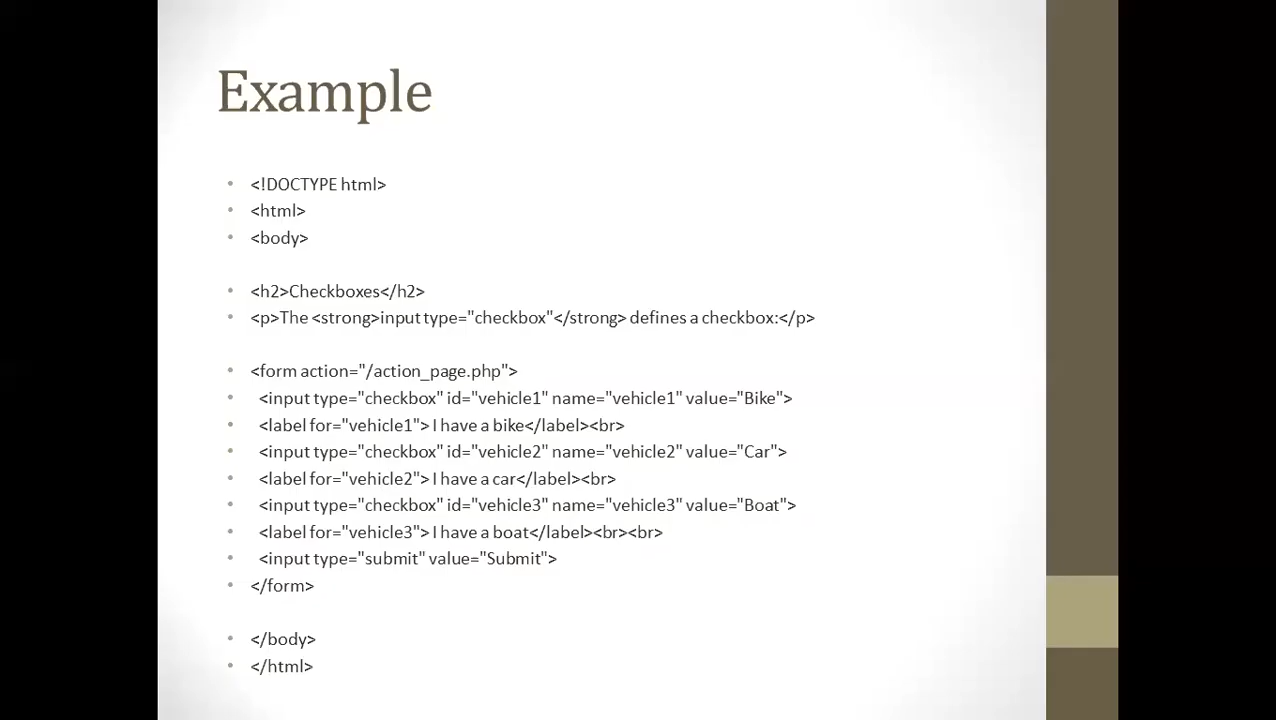 Example
• <!DOCTYPE html>
• <html>
• <body>
• <h2>Checkboxes</h2>
• <p>The <strong>input type="checkbox"</strong> defines a checkbox:</p>
• <form action="/action_page.php">
• <input type="checkbox" id="vehicle1" name="vehicle1" value="Bike">
• <label for="vehicle1"> I have a bike</label><br>
• <input type="checkbox" id="vehicle2" name="vehicle2" value="Car">
• <label for="vehicle2"> I have a car</label><br>
• <input type="checkbox" id="vehicle3" name="vehicle3" value="Boat">
• <label for="vehicle3"> I have a boat</label><br><br>
• <input type="submit" value="Submit">
• </form>
• </body>
• </html>